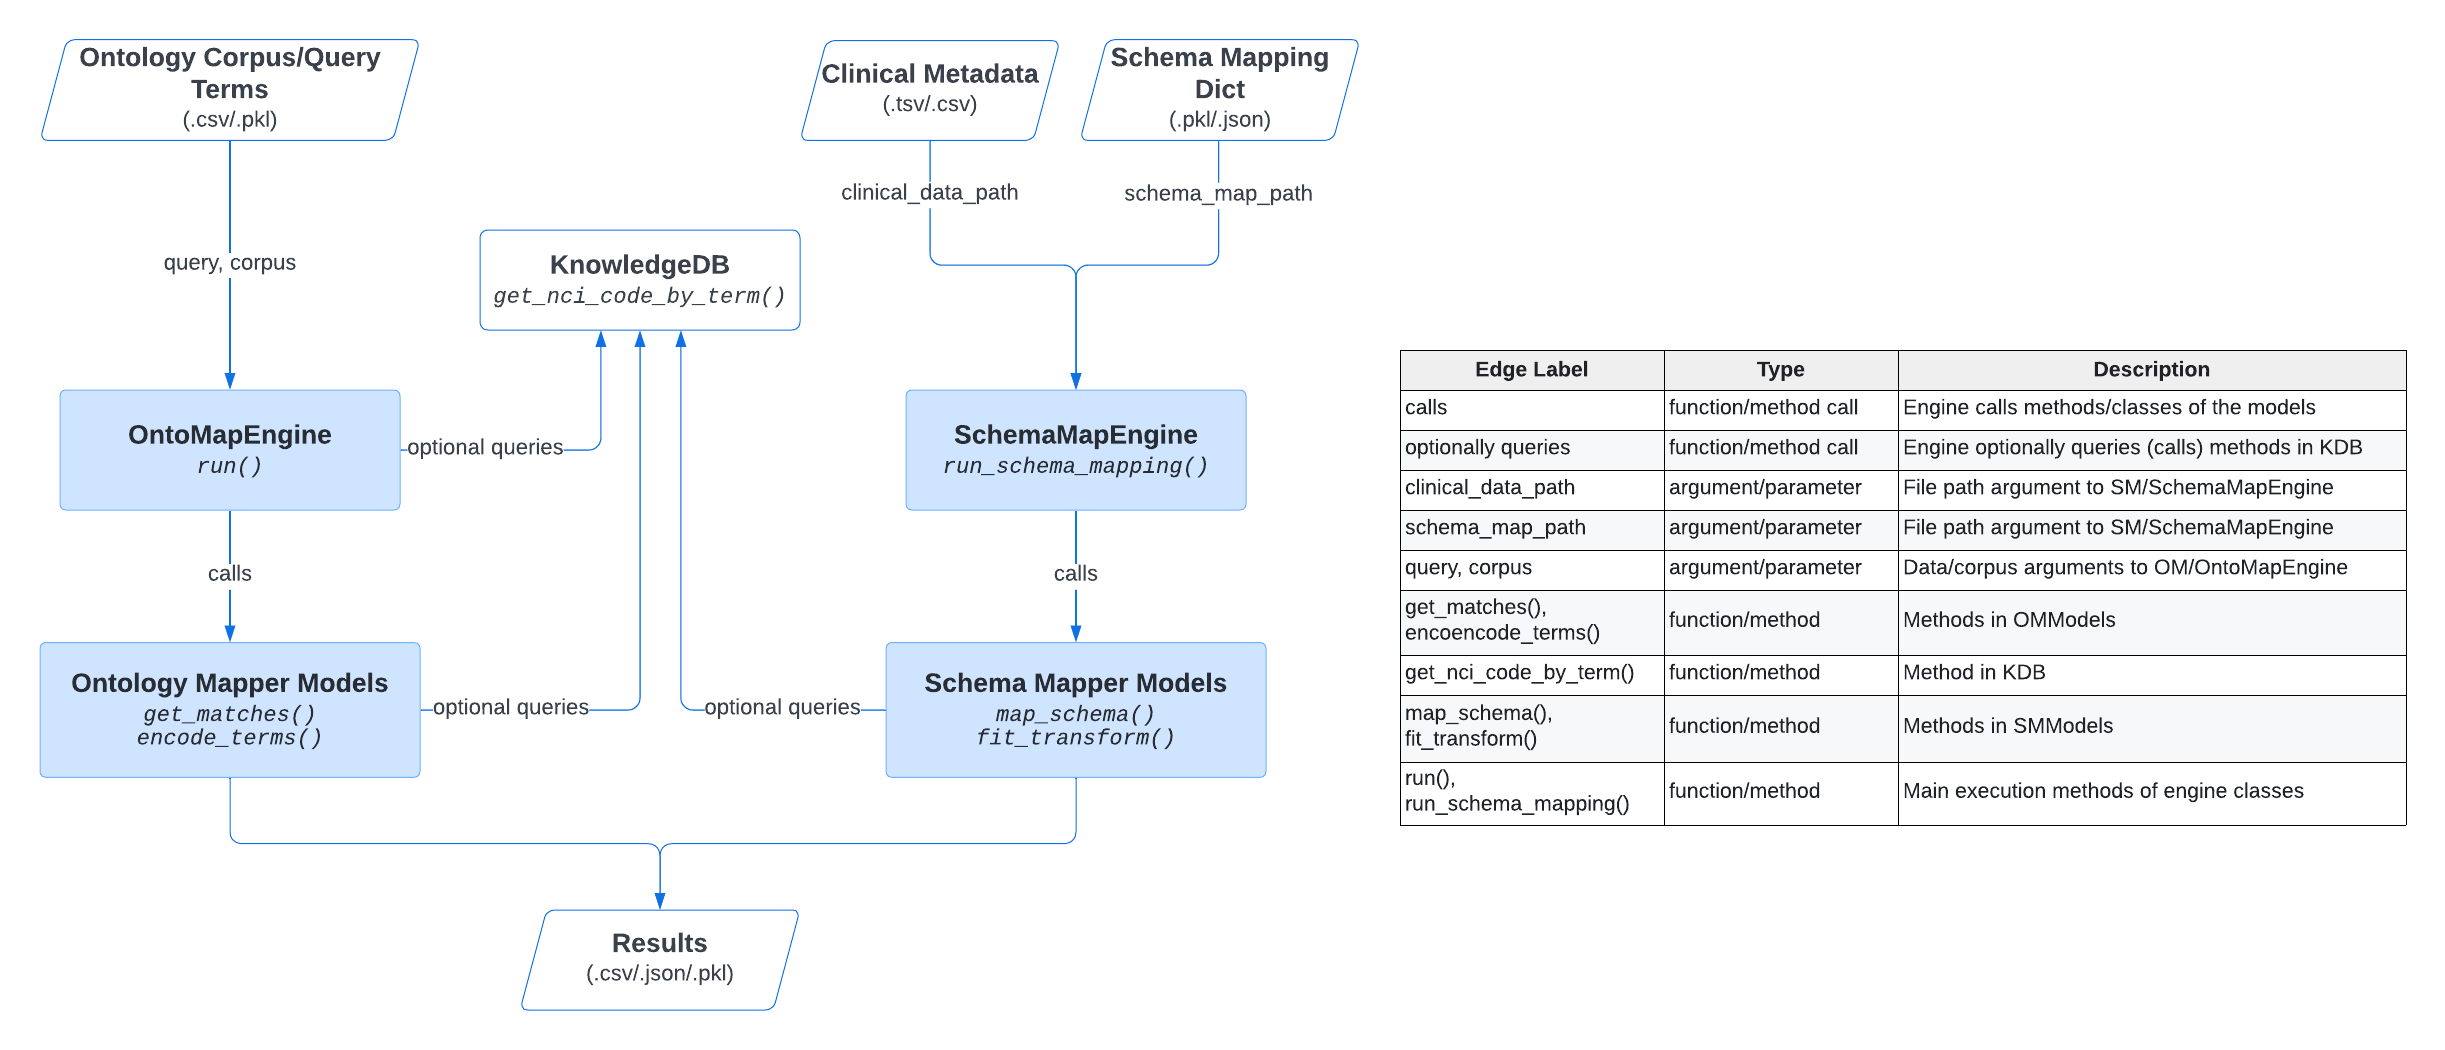 Ontology Corpus/Query
Terms
(.csv/.pkl)
Clinical Metadata
(.tsv/.csv)
Schema Mapping
Dict
(.pkl/.json)
clinical_data_path
schema_map_path
query, corpus
KnowledgeDB
get_nci_code_by_term()
OntoMapEngine
run()
optional queries
SchemaMapEngine
run_schema_mapping()
calls
calls
Ontology Mapper Models
get_matches()
encode_terms()
optional queries
optional queries
Schema Mapper Models
map_schema()
fit_transform()
Results
(.csv/.json/.pkl)
Edge Label Type Description
calls function/method call Engine calls methods/classes of the models
optionally queries function/method call Engine optionally queries (calls) methods in KDB
clinical_data_path argument/parameter File path argument to SM/SchemaMapEngine
schema_map_path argument/parameter File path argument to SM/SchemaMapEngine
query, corpus argument/parameter Data/corpus arguments to OM/OntoMapEngine
get_matches(),
encoencode_terms() function/method Methods in OMModels
get_nci_code_by_term() function/method Method in KDB
map_schema(),
fit_transform() function/method Methods in SMModels
run(),
run_schema_mapping() function/method Main execution methods of engine classes